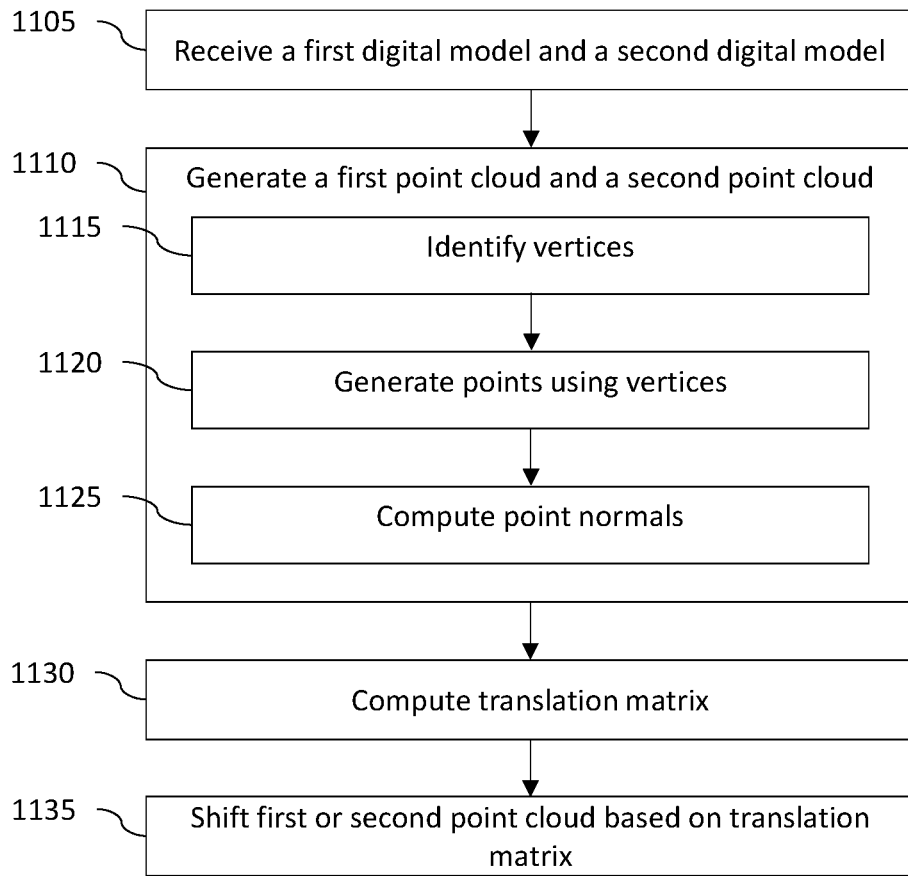 1105
Receive a first digital model and a second digital model
1110
Generate a first point cloud and a second point cloud
1115
Identify vertices
1120
Generate points using vertices
1125
Compute point normals
1130
Compute translation matrix
1135
Shift first or second point cloud based on translation
matrix